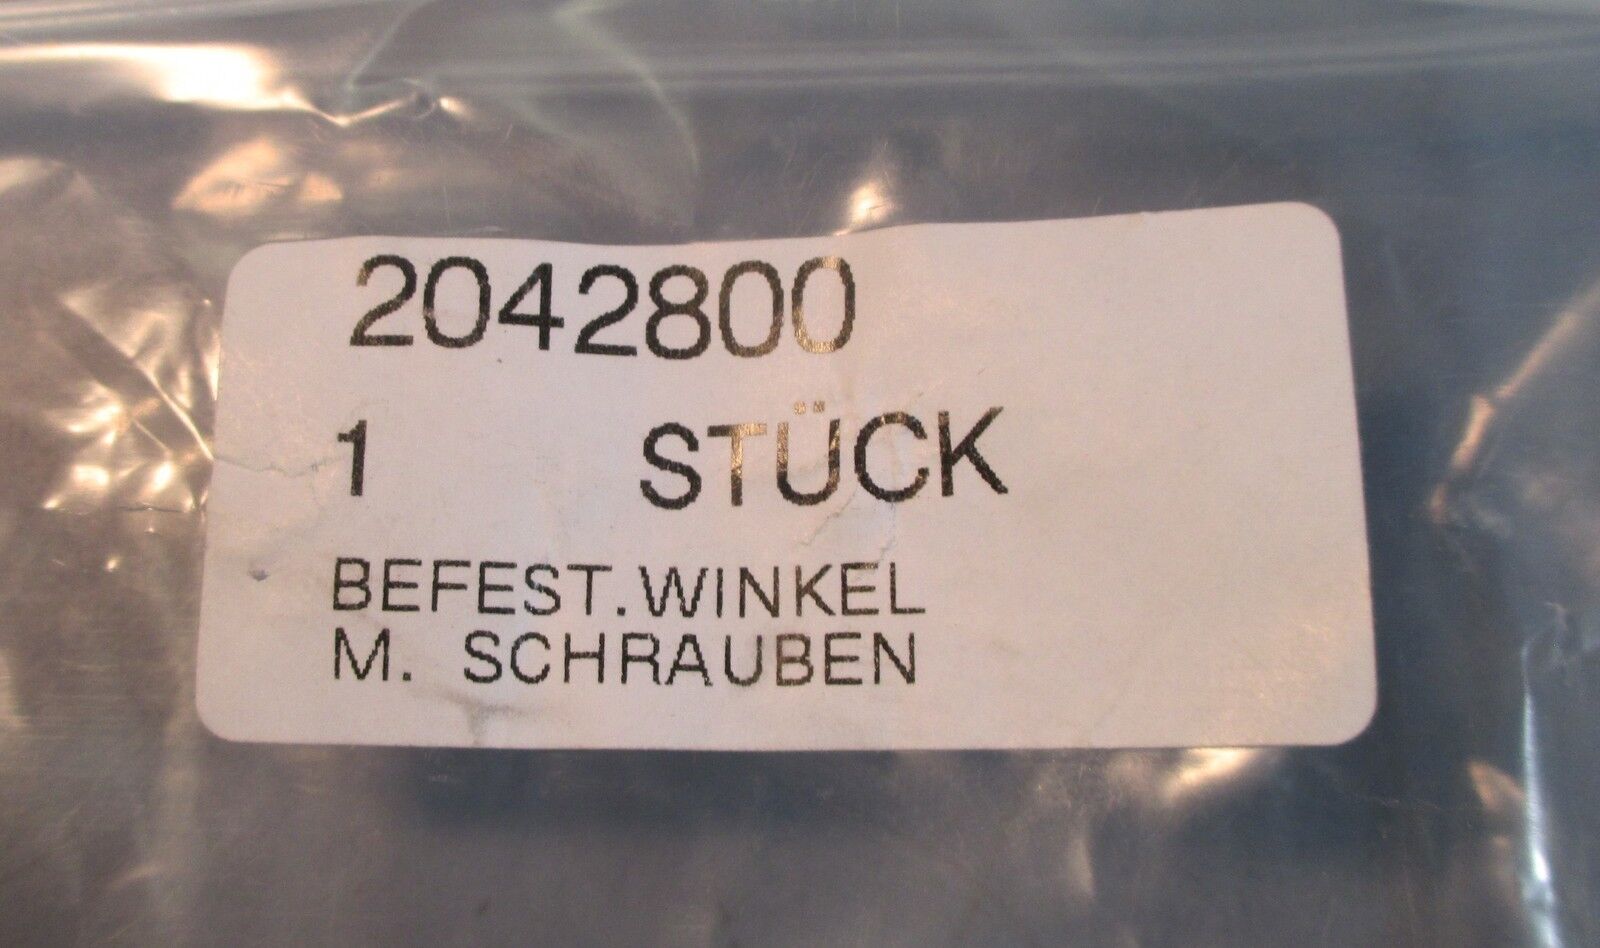 2042800
1 STÜCK
BEFEST.WINKEL
M. SCHRAUBEN